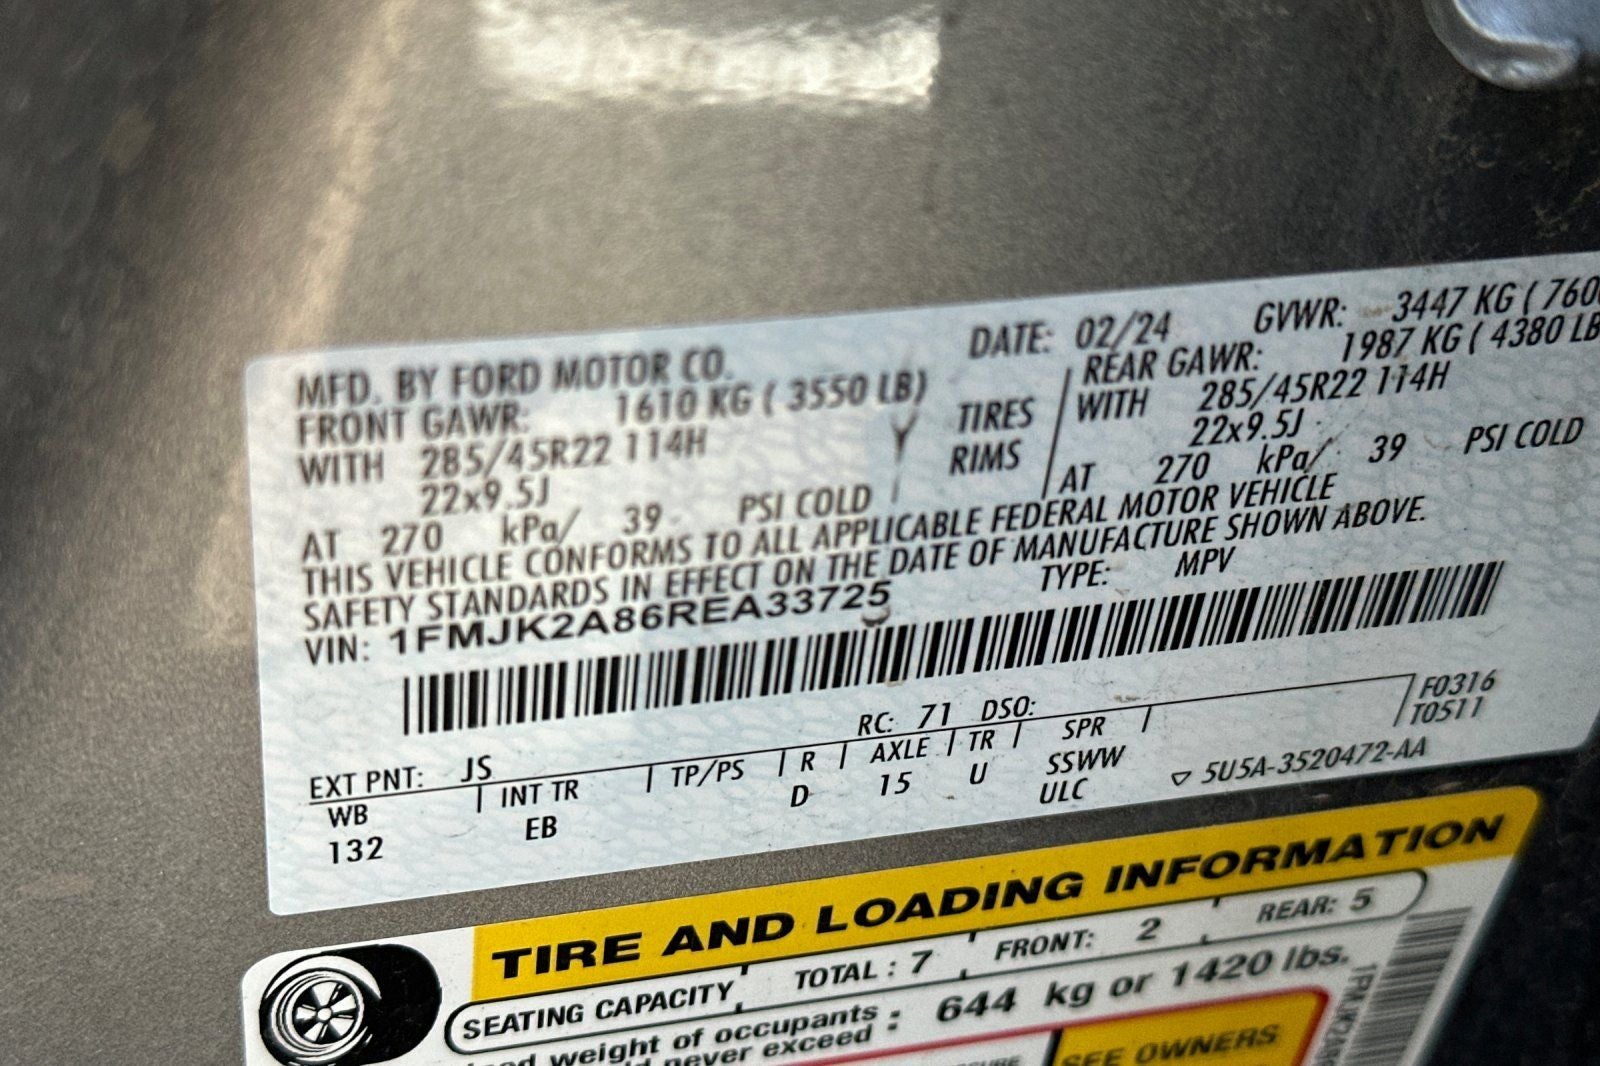 MFD. BY FORD MOTOR CO.
DATE: 02/24 GVWR: 3447 KG ( 760
FRONT GAWR: 1610 KG ( 3550 LB)
REAR GAWR: 1987 KG ( 4380 LB
WITH 285/45R22 114H TIRES WITH 285/45R22 114H
22x9.5J RIMS 22x9.5J
AT 270 kPa/ 39 PSI COLD AT 270 kPa/ 39 PSI COLD
THIS VEHICLE CONFORMS TO ALL APPLICABLE FEDERAL MOTOR VEHICLE
SAFETY STANDARDS IN EFFECT ON THE DATE OF MANUFACTURE SHOWN ABOVE.
VIN: 1FMJK2A86REA33725 TYPE: MPV
EXT PNT: JS RC: 71 DSO: F0316
T0511
WB INT TR TP/PS R AXLE TR SPR
132 EB D 15 U SSWW
ULC 5U5A-3520472-AA
TIRE AND LOADING INFORMATION
SEATING CAPACITY TOTAL : 7 FRONT: 2 REAR: 5
weight of occupants : 644 kg or 1420 lbs.
never exceed
SEE OWNERS